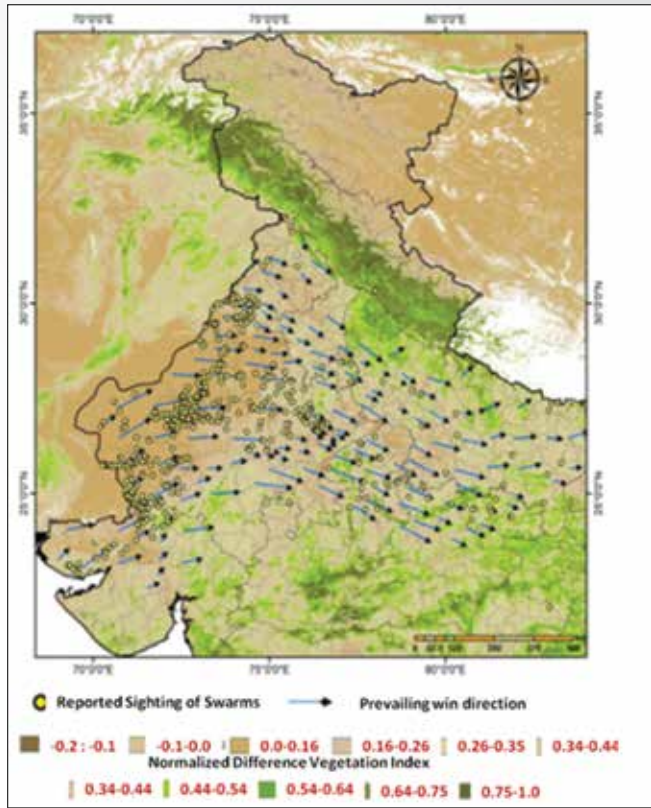 70°0'0"E 75°0'0"E 80°0'0"E
N
35°0'0"N 35°0'0"N
30°0'0"N 30°0'0"N
25°0'0"N 25°0'0"N
70°0'0"E 75°0'0"E 80°0'0"E
Reported Sighting of Swarms Prevailing win direction
-0.2 : -0.1 -0.1-0.0 0.0-0.16 0.16-0.26 0.26-0.35 0.34-0.44
Normalized Difference Vegetation Index
0.34-0.44 0.44-0.54 0.54-0.64 0.64-0.75 0.75-1.0